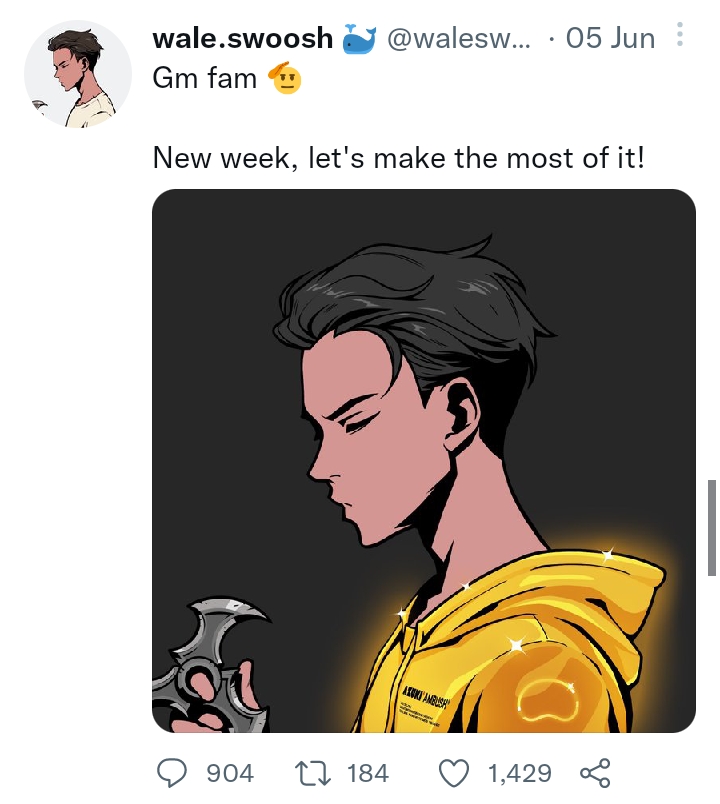 wale.swoosh 🐳 @walesw... · 05 Jun
Gm fam 🫡
New week, let's make the most of it!
AZUKI AMBUSH
904 184 1,429